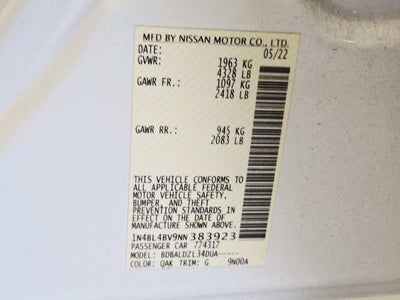 MFD BY NISSAN MOTOR CO., LTD.
DATE: 05/22
GVWR: 1963 KG
4328 LB
GAWR FR.: 1097 KG
2418 LB
GAWR RR.: 945 KG
2083 LB
THIS VEHICLE CONFORMS TO
ALL APPLICABLE FEDERAL
MOTOR VEHICLE SAFETY,
BUMPER, AND THEFT
PREVENTION STANDARDS
IN EFFECT ON THE DATE OF
MANUFACTURE SHOWN ABOVE
1N4BL4BV9NN383923
PASSENGER CAR 774317
MODEL: BDBALDZL34DUA--
COLOR: QAK TRIM: G 9N00A